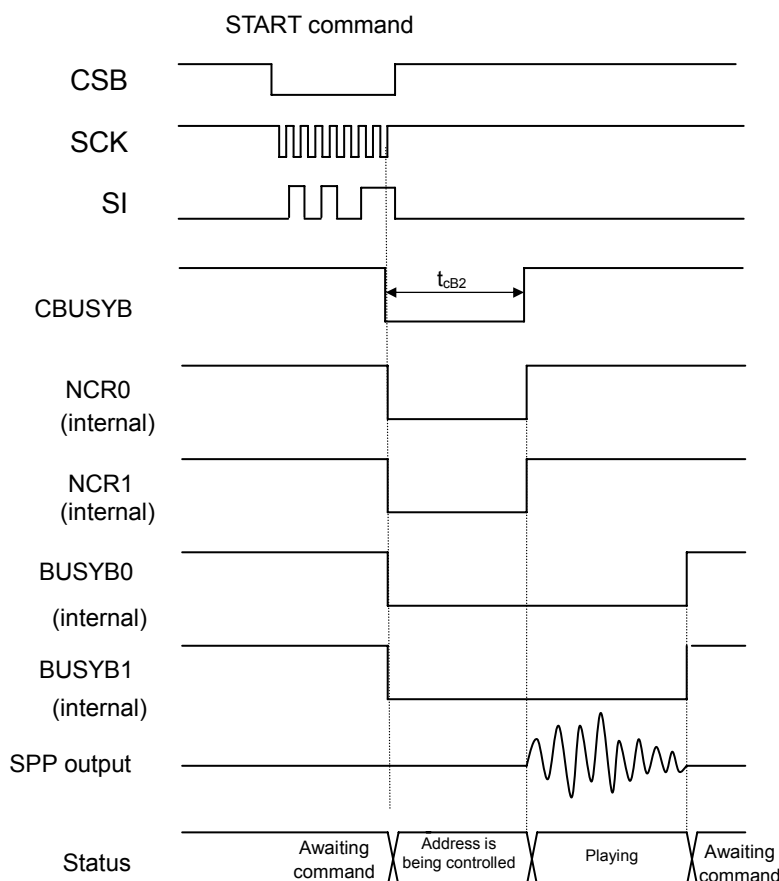 START command
CSB
SCK
SI
CBUSYB
tcB2
NCR0
(internal)
NCR1
(internal)
BUSYB0
(internal)
BUSYB1
(internal)
SPP output
Status
Awaiting
command
Address is
being controlled
Playing
Awaiting
command